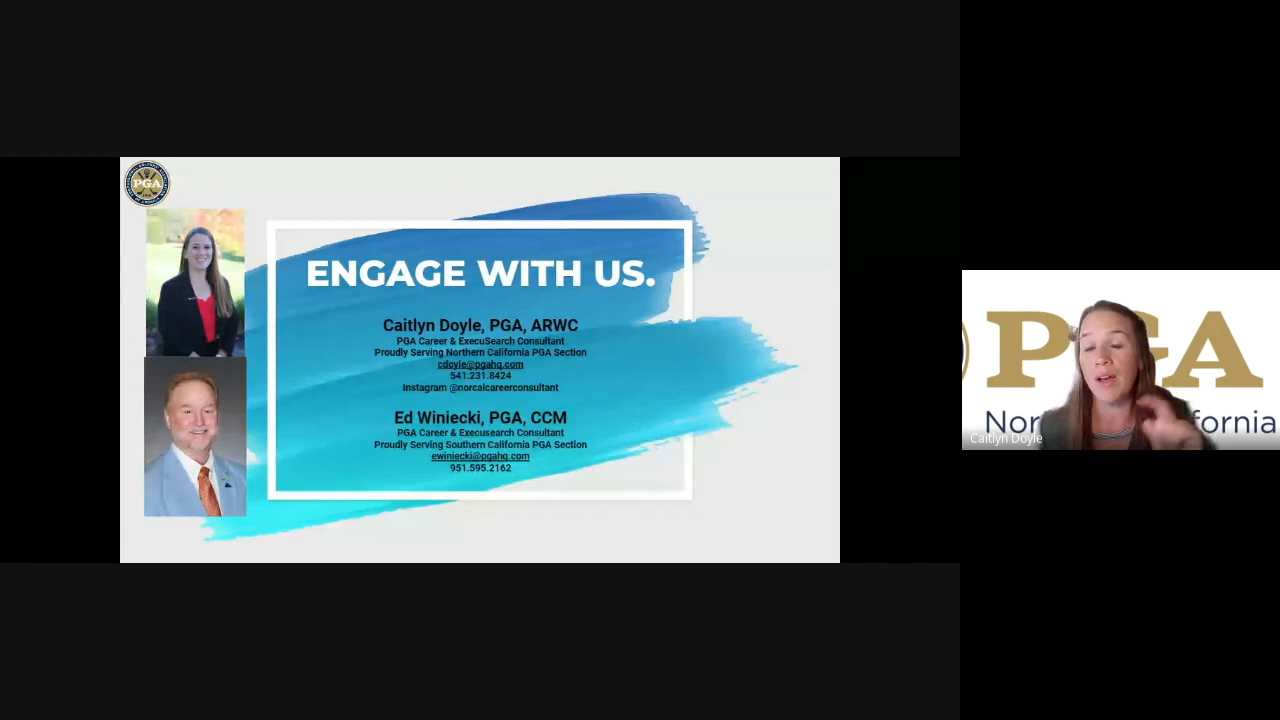 PGA
ENGAGE WITH US.
Caitlyn Doyle, PGA, ARWC
PGA Career & ExecuSearch Consultant
Proudly Serving Northern California PGA Section
cdoyle@pgahq.com
541.231.8424
Instagram @norcalcareerconsultant
Ed Winiecki, PGA, CCM
PGA Career & Execusearch Consultant
Proudly Serving Southern California PGA Section
ewiniecki@pgahq.com
951.595.2162
PGA
Caitlyn Doyle